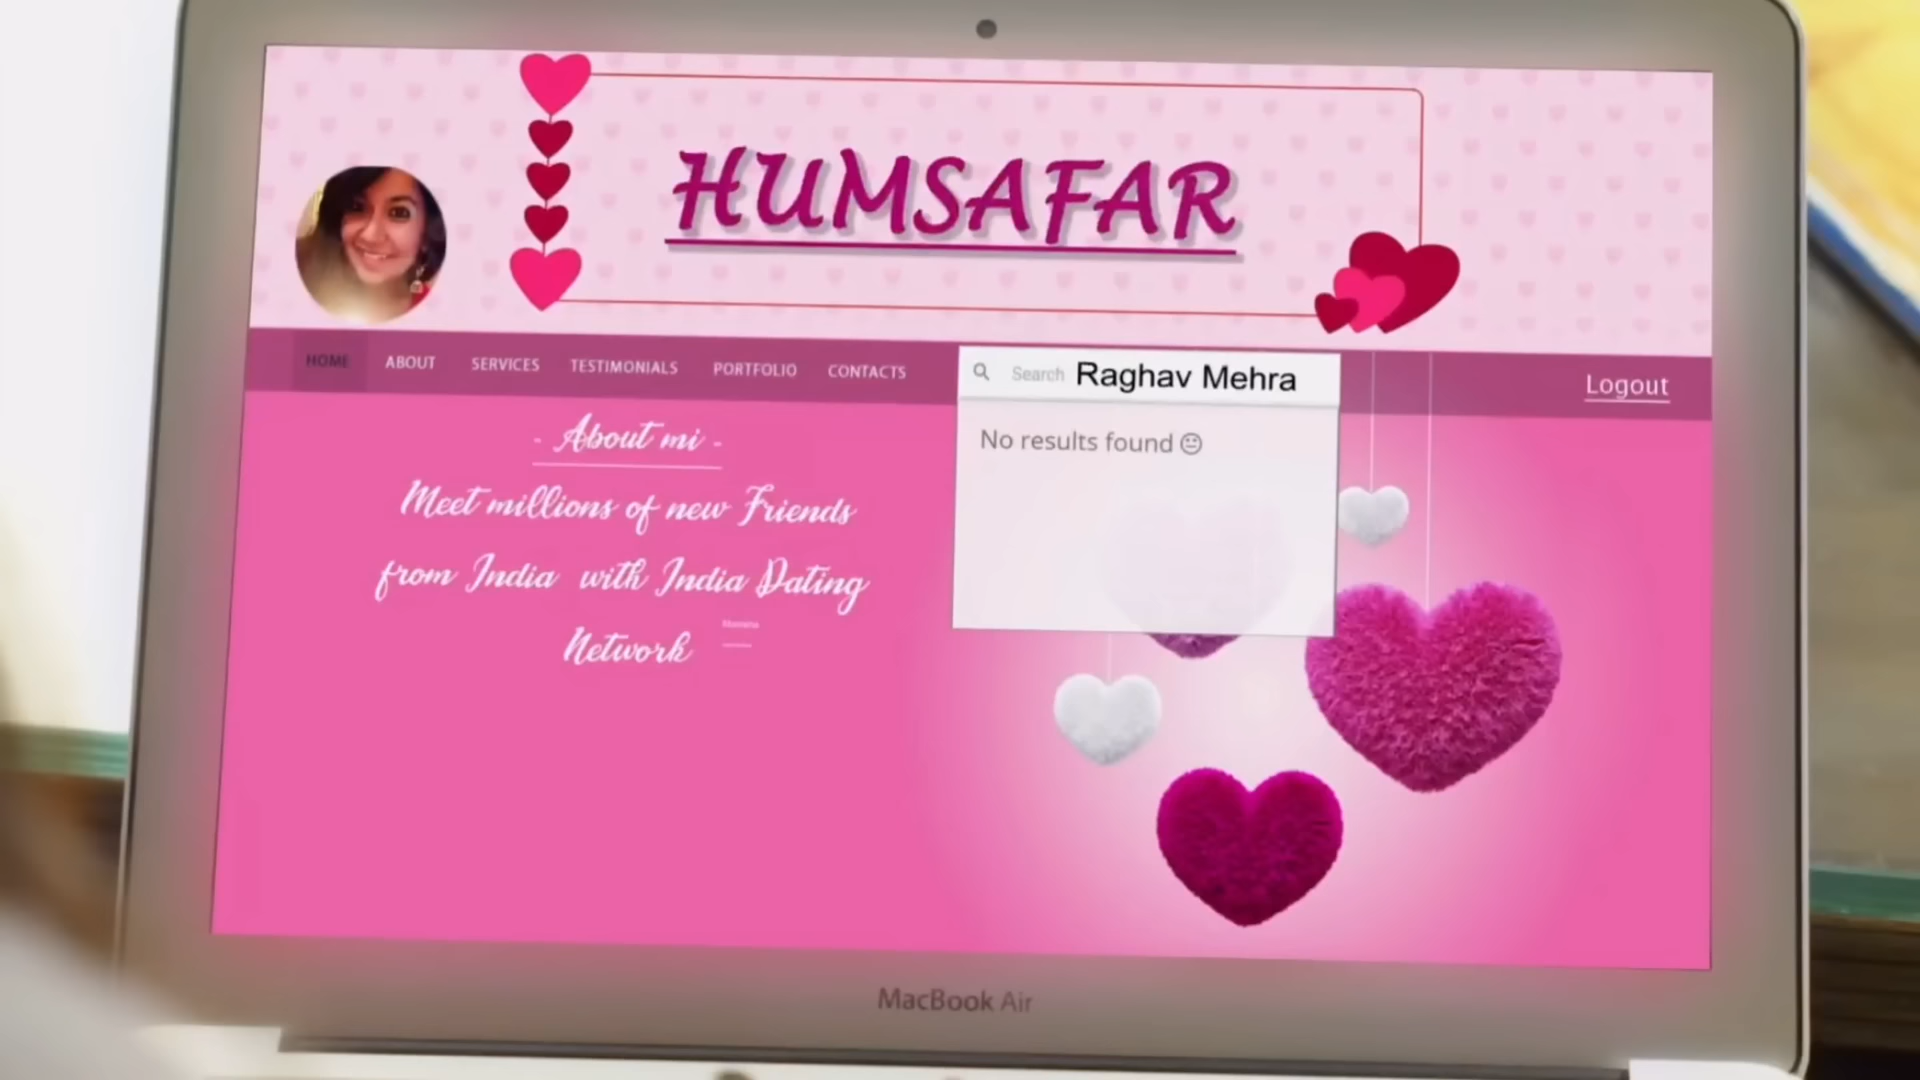 HUMSAFAR
HOME ABOUT SERVICES TESTIMONIALS PORTFOLIO CONTACTS
Search Raghav Mehra
Logout
No results found 😐
- About mi -
Meet millions of new Friends
from India with India Dating
Network
MacBook Air